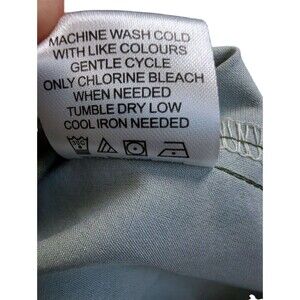 MACHINE WASH COLD
WITH LIKE COLOURS
GENTLE CYCLE
ONLY CHLORINE BLEACH
WHEN NEEDED
TUMBLE DRY LOW
COOL IRON NEEDED